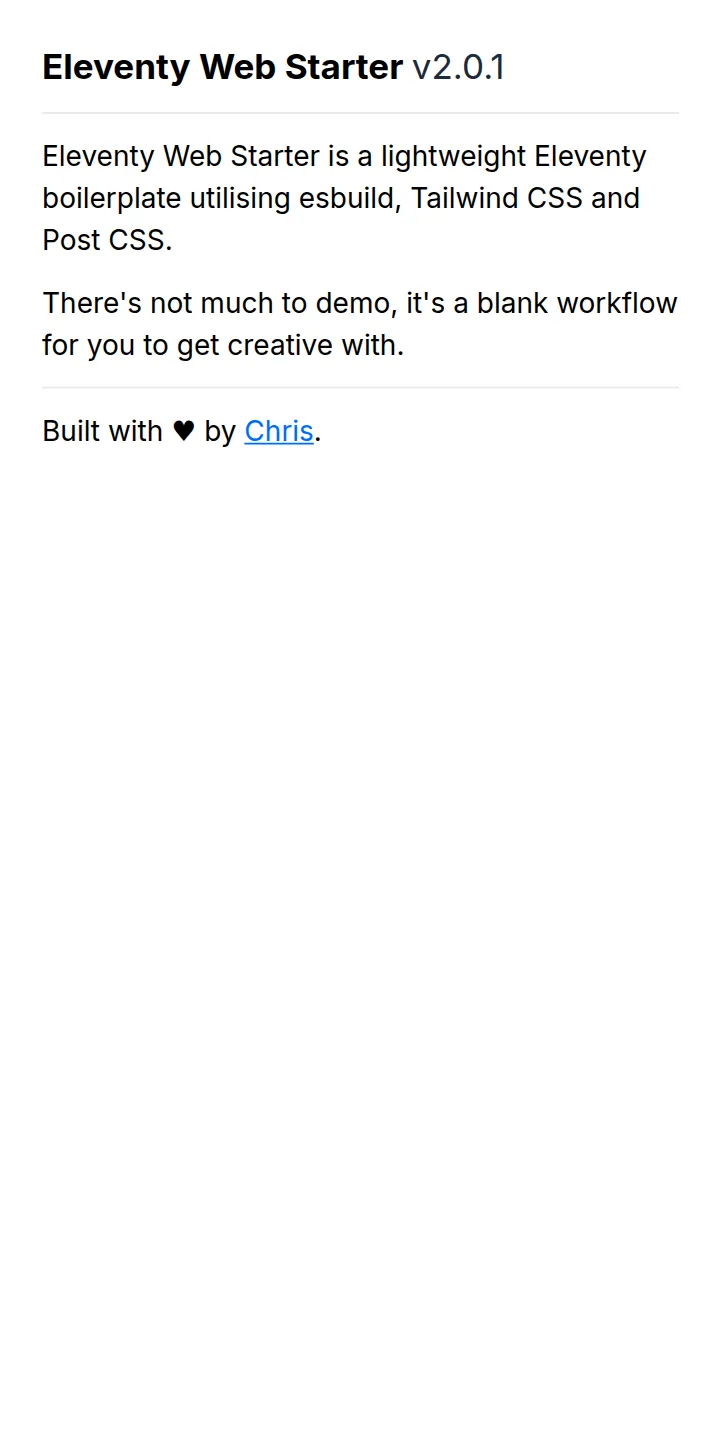 Eleventy Web Starter v2.0.1
Eleventy Web Starter is a lightweight Eleventy
boilerplate utilising esbuild, Tailwind CSS and
Post CSS.
There's not much to demo, it's a blank workflow
for you to get creative with.
Built with ♥ by Chris.